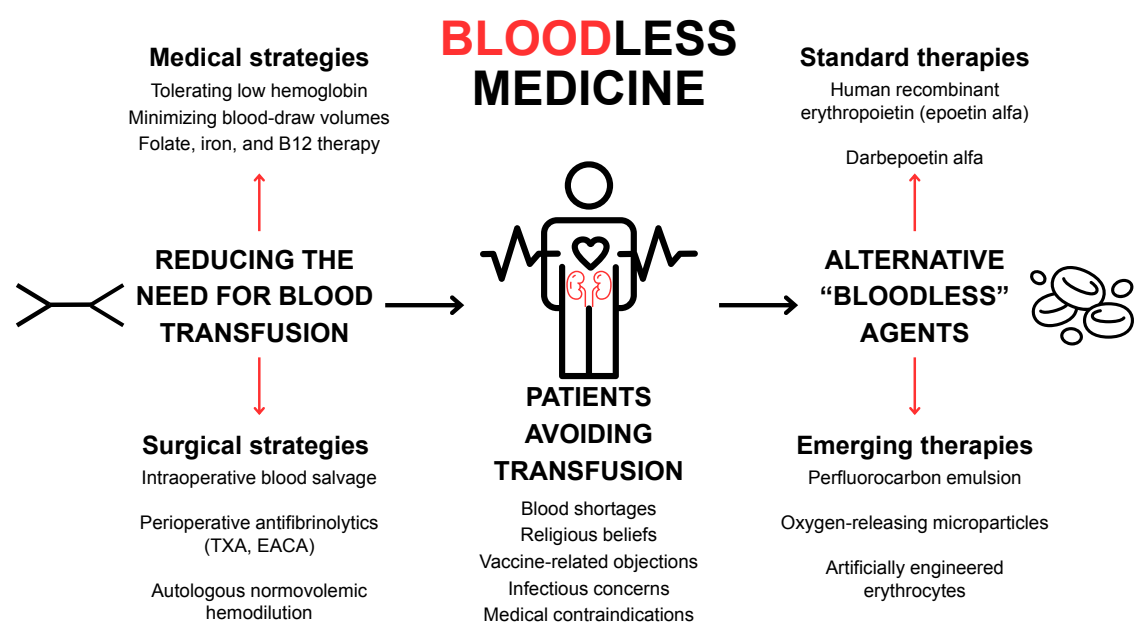 BLOODLESS
MEDICINE
Medical strategies
Tolerating low hemoglobin
Minimizing blood-draw volumes
Folate, iron, and B12 therapy
REDUCING THE
NEED FOR BLOOD
TRANSFUSION
Surgical strategies
Intraoperative blood salvage
Perioperative antifibrinolytics
(TXA, EACA)
Autologous normovolemic
hemodilution
PATIENTS
AVOIDING
TRANSFUSION
Blood shortages
Religious beliefs
Vaccine-related objections
Infectious concerns
Medical contraindications
Standard therapies
Human recombinant
erythropoietin (epoetin alfa)
Darbepoetin alfa
ALTERNATIVE
“BLOODLESS”
AGENTS
Emerging therapies
Perfluorocarbon emulsion
Oxygen-releasing microparticles
Artificially engineered
erythrocytes